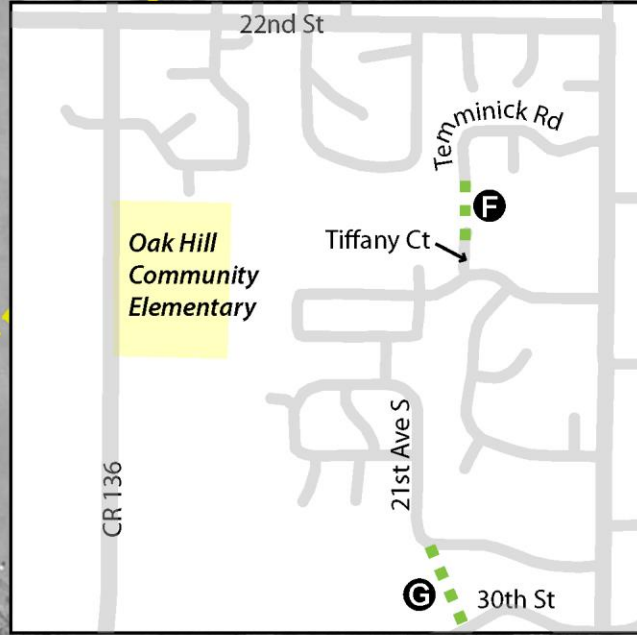 22nd St
Temminick Rd
F
Tiffany Ct
Oak Hill
Community
Elementary
21st Ave S
CR 136
G
30th St